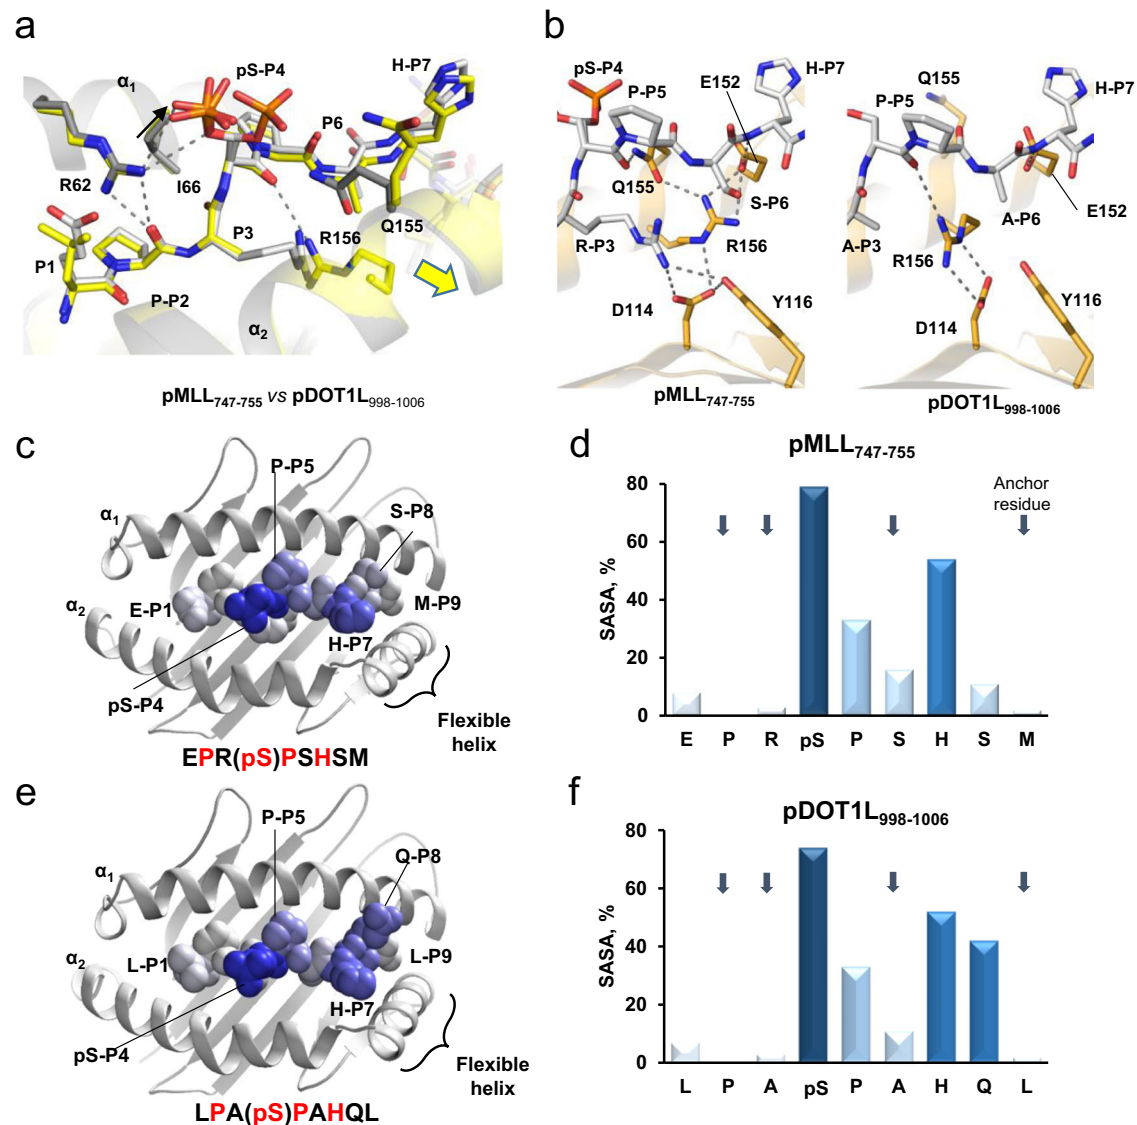 a
α1
pS-P4
H-P7
P6
R62
I66
Q155
P3
R156
P1
P-P2
α2
pMLL747-755 vs pDOT1L998-1006
b
pS-P4
P-P5
E152
H-P7
Q155
S-P6
R-P3
R156
D114
Y116
pMLL747-755
Q155
P-P5
H-P7
E152
A-P6
A-P3
R156
Y116
D114
pDOT1L998-1006
c
P-P5
α1
S-P8
α2
E-P1
M-P9
H-P7
pS-P4
Flexible
helix
EPR(pS)PSHSM
d
pMLL747-755
Anchor
residue
SASA, %
80
60
40
20
0
E P R pS P S H S M
e
P-P5
Q-P8
α1
α2
L-P1
L-P9
H-P7
pS-P4
Flexible
helix
LPA(pS)PAHQL
f
pDOT1L998-1006
SASA, %
80
60
40
20
0
L P A pS P A H Q L